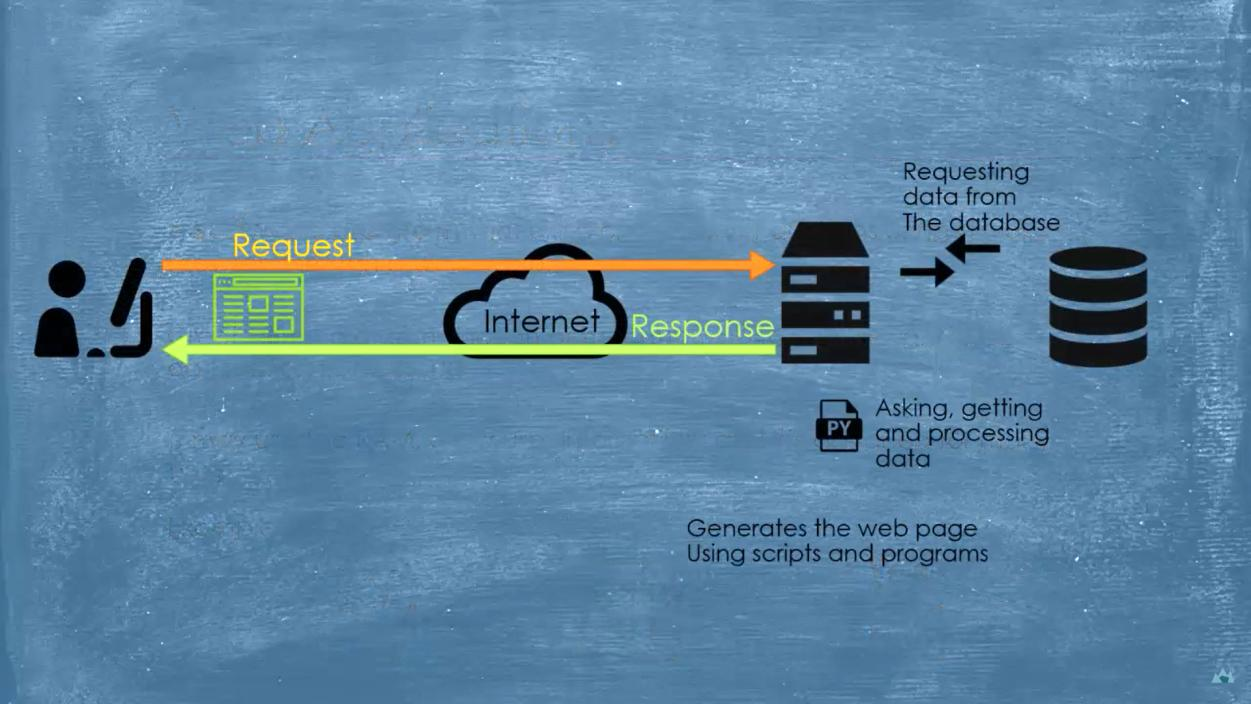 Requesting
data from
The database
Request
Internet
Response
PY
Asking, getting
and processing
data
Generates the web page
Using scripts and programs